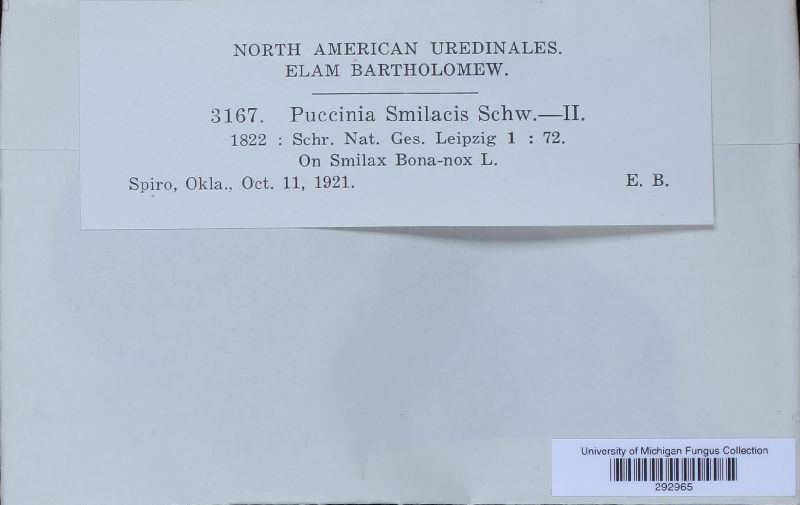 NORTH AMERICAN UREDINALES.
ELAM BARTHOLOMEW.
3167. Puccinia Smilacis Schw.—II.
1822 : Schr. Nat. Ges. Leipzig 1 : 72.
On Smilax Bona-nox L.
Spiro, Okla., Oct. 11, 1921. E. B.
University of Michigan Fungus Collection
292965